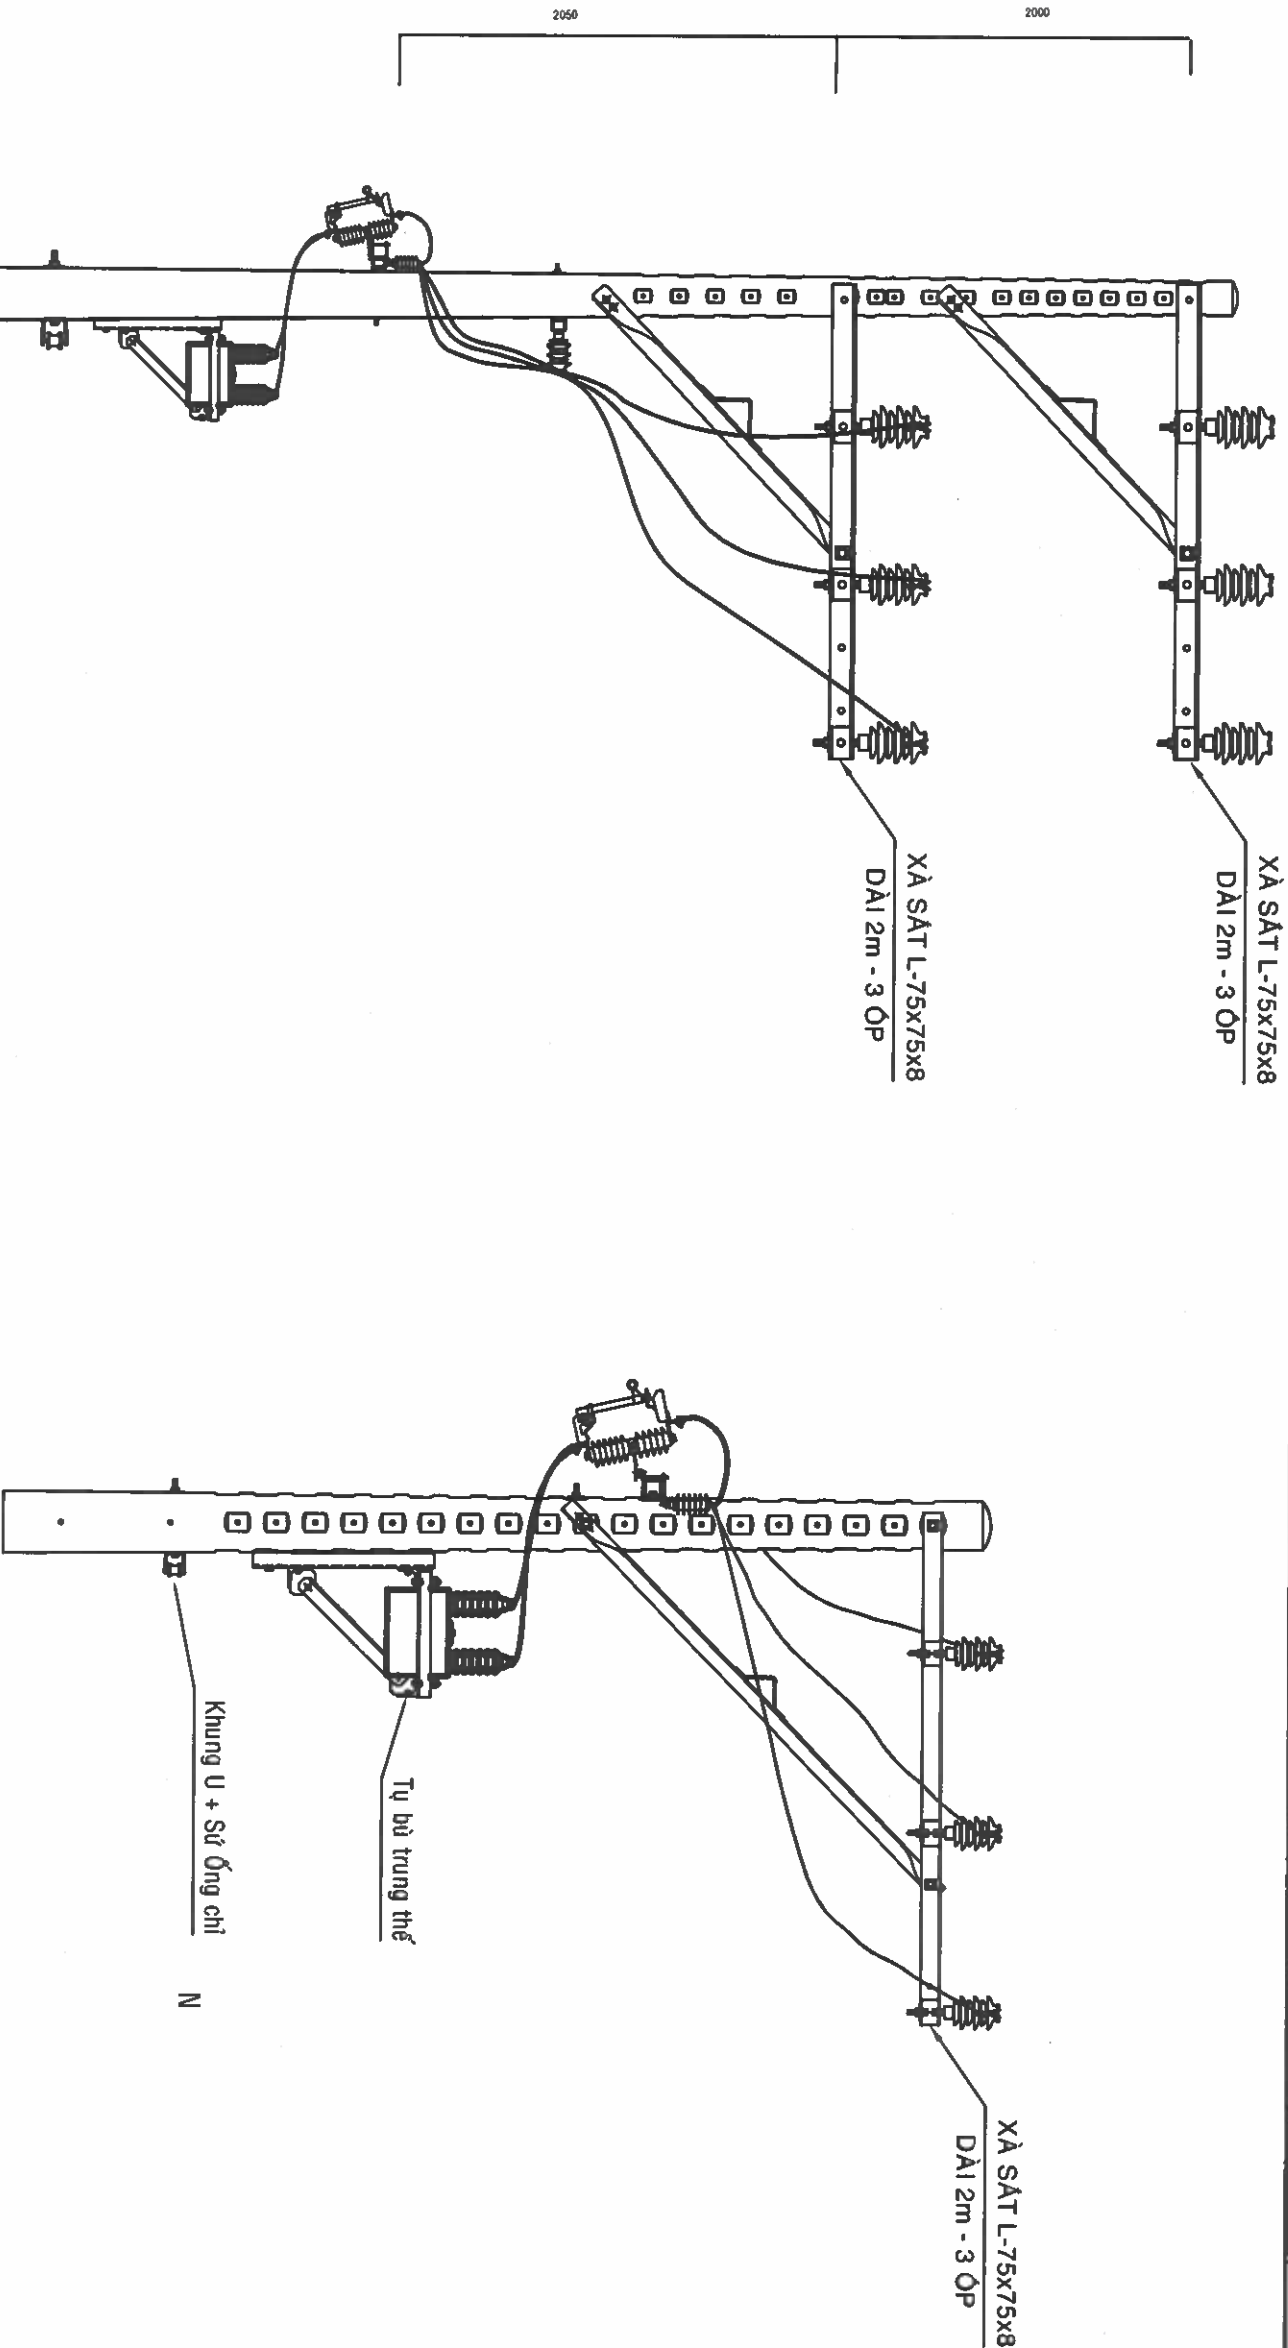 2050
2000
XÀ SẮT L-75x75x8
DÀI 2m - 3 ỐP
XÀ SẮT L-75x75x8
DÀI 2m - 3 ỐP
XÀ SẮT L-75x75x8
DÀI 2m - 3 ỐP
Tụ bù trung thế
Khung U + Sứ Ống chỉ
N